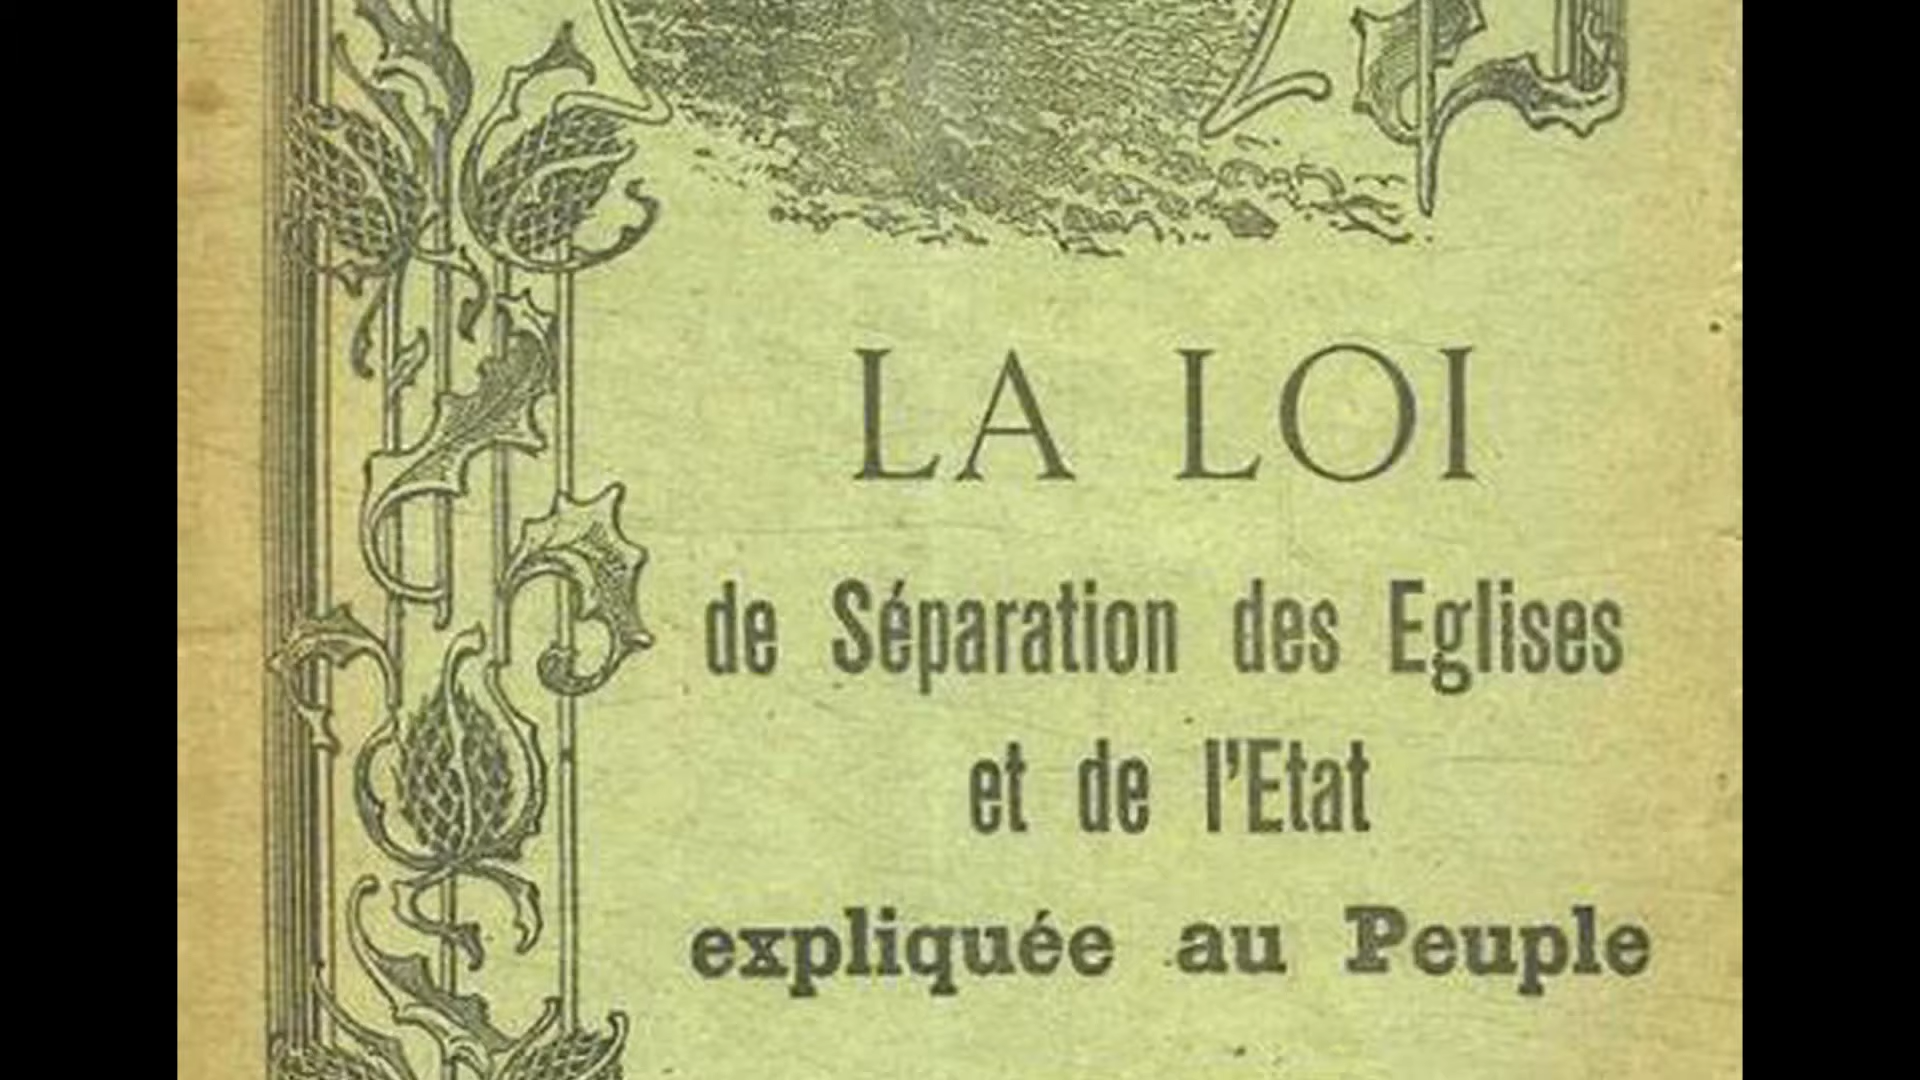 LA LOI
de Séparation des Eglises
et de l'Etat
expliquée au Peuple